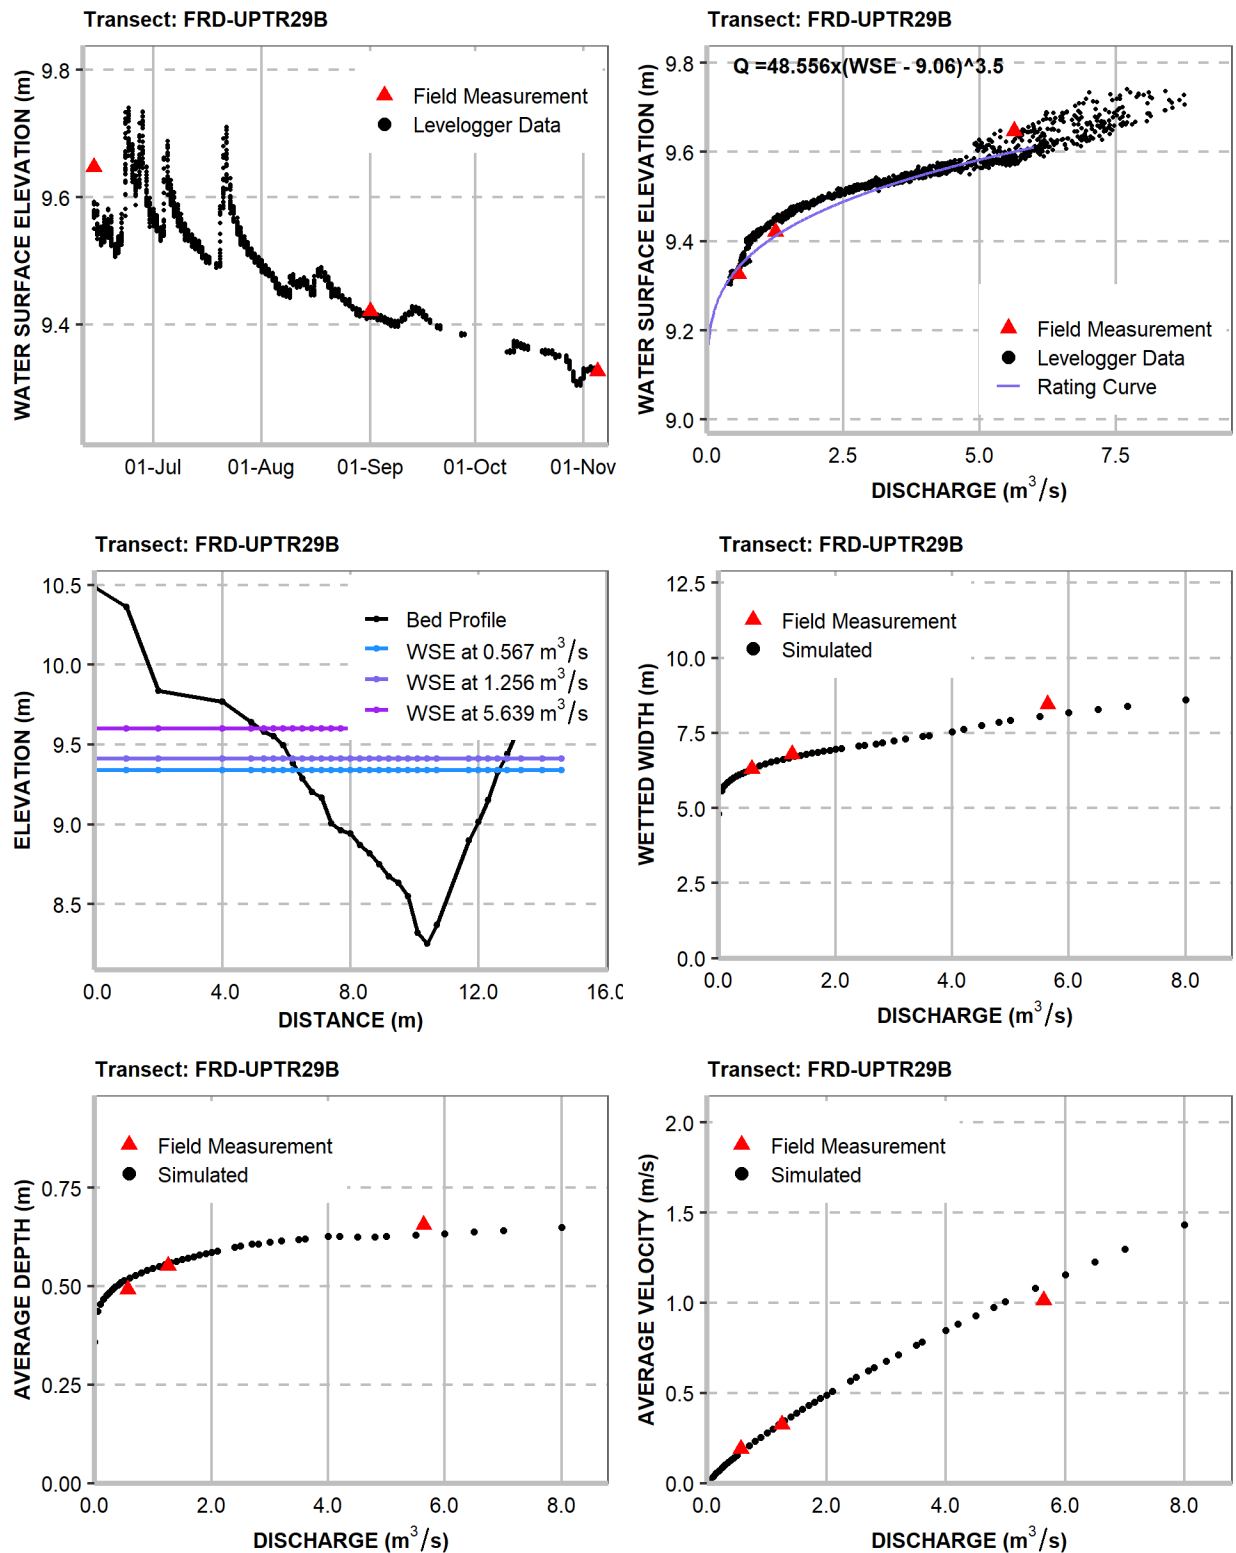 Transect: FRD-UPTR29B
WATER SURFACE ELEVATION (m)
9.8
9.6
9.4
Field Measurement
Levelogger Data
01-Jul
01-Aug
01-Sep
01-Oct
01-Nov
Transect: FRD-UPTR29B
Q =48.556x(WSE - 9.06)^3.5
WATER SURFACE ELEVATION (m)
9.8
9.6
9.4
9.2
9.0
Field Measurement
Levelogger Data
Rating Curve
0.0
2.5
5.0
7.5
DISCHARGE (m³/s)
Transect: FRD-UPTR29B
ELEVATION (m)
10.5
10.0
9.5
9.0
8.5
Bed Profile
WSE at 0.567 m³/s
WSE at 1.256 m³/s
WSE at 5.639 m³/s
0.0
4.0
8.0
12.0
16.0
DISTANCE (m)
Transect: FRD-UPTR29B
WETTED WIDTH (m)
12.5
10.0
7.5
5.0
2.5
0.0
Field Measurement
Simulated
0.0
2.0
4.0
6.0
8.0
DISCHARGE (m³/s)
Transect: FRD-UPTR29B
AVERAGE DEPTH (m)
0.75
0.50
0.25
0.00
Field Measurement
Simulated
0.0
2.0
4.0
6.0
8.0
DISCHARGE (m³/s)
Transect: FRD-UPTR29B
AVERAGE VELOCITY (m/s)
2.0
1.5
1.0
0.5
0.0
Field Measurement
Simulated
0.0
2.0
4.0
6.0
8.0
DISCHARGE (m³/s)